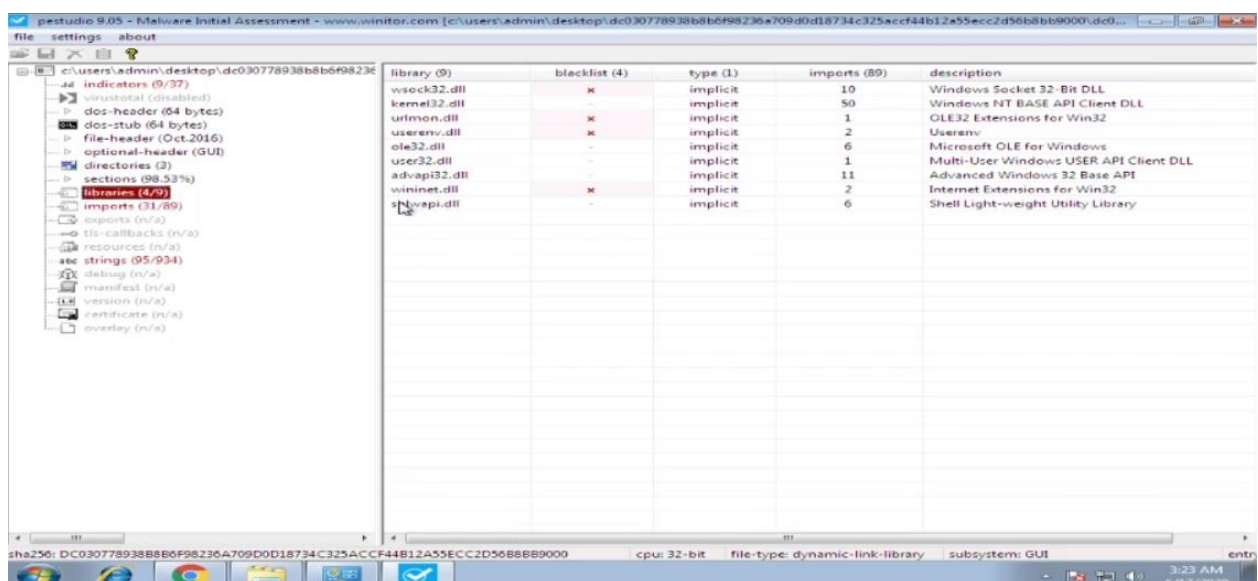 pestudio 9.05 - Malware Initial Assessment - www.winitor.com [c:\users\admin\desktop\dc030778938b8b6f98236a709d0d18734c325accf44b12a55ecc2d56b8bb9000\dc0...
file settings about
c:\users\admin\desktop\dc030778938b8b6f98236
indicators (9/37)
virustotal (disabled)
dos-header (64 bytes)
dos-stub (64 bytes)
file-header (Oct.2016)
optional-header (GUI)
directories (3)
sections (98.53%)
libraries (4/9)
imports (31/89)
exports (n/a)
tls-callbacks (n/a)
resources (n/a)
abc strings (95/934)
debug (n/a)
manifest (n/a)
version (n/a)
certificate (n/a)
overlay (n/a)
library (9) blacklist (4) type (1) imports (89) description
wsock32.dll x implicit 10 Windows Socket 32-Bit DLL
kernel32.dll - implicit 50 Windows NT BASE API Client DLL
urlmon.dll x implicit 1 OLE32 Extensions for Win32
userenv.dll - implicit 2 Userenv
ole32.dll - implicit 6 Microsoft OLE for Windows
user32.dll - implicit 1 Multi-User Windows USER API Client DLL
advapi32.dll - implicit 11 Advanced Windows 32 Base API
wininet.dll x implicit 2 Internet Extensions for Win32
shlwapi.dll - implicit 6 Shell Light-weight Utility Library
sha256: DC030778938B8B6F98236A709D0D18734C325ACCF44B12A55ECC2D56B8BB9000 cpu: 32-bit file-type: dynamic-link-library subsystem: GUI entry
3:23 AM